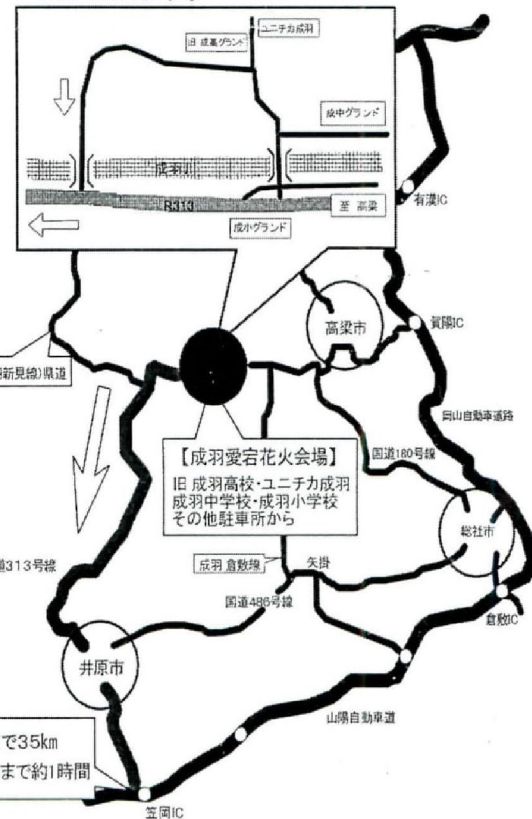 ユニチカ成羽
旧 成高グランド
成中グランド
成羽川
R313
至 高梁
成小グランド
有漢IC
高梁市
賀陽IC
新見線)県道
岡山自動車道路
【成羽愛宕花火会場】
旧 成羽高校・ユニチカ成羽
成羽中学校・成羽小学校
その他駐車所から
国道180号線
総社市
成羽 倉敷線
矢掛
道313号線
国道486号線
倉敷IC
井原市
山陽自動車道
で35km
まで約1時間
笠岡IC